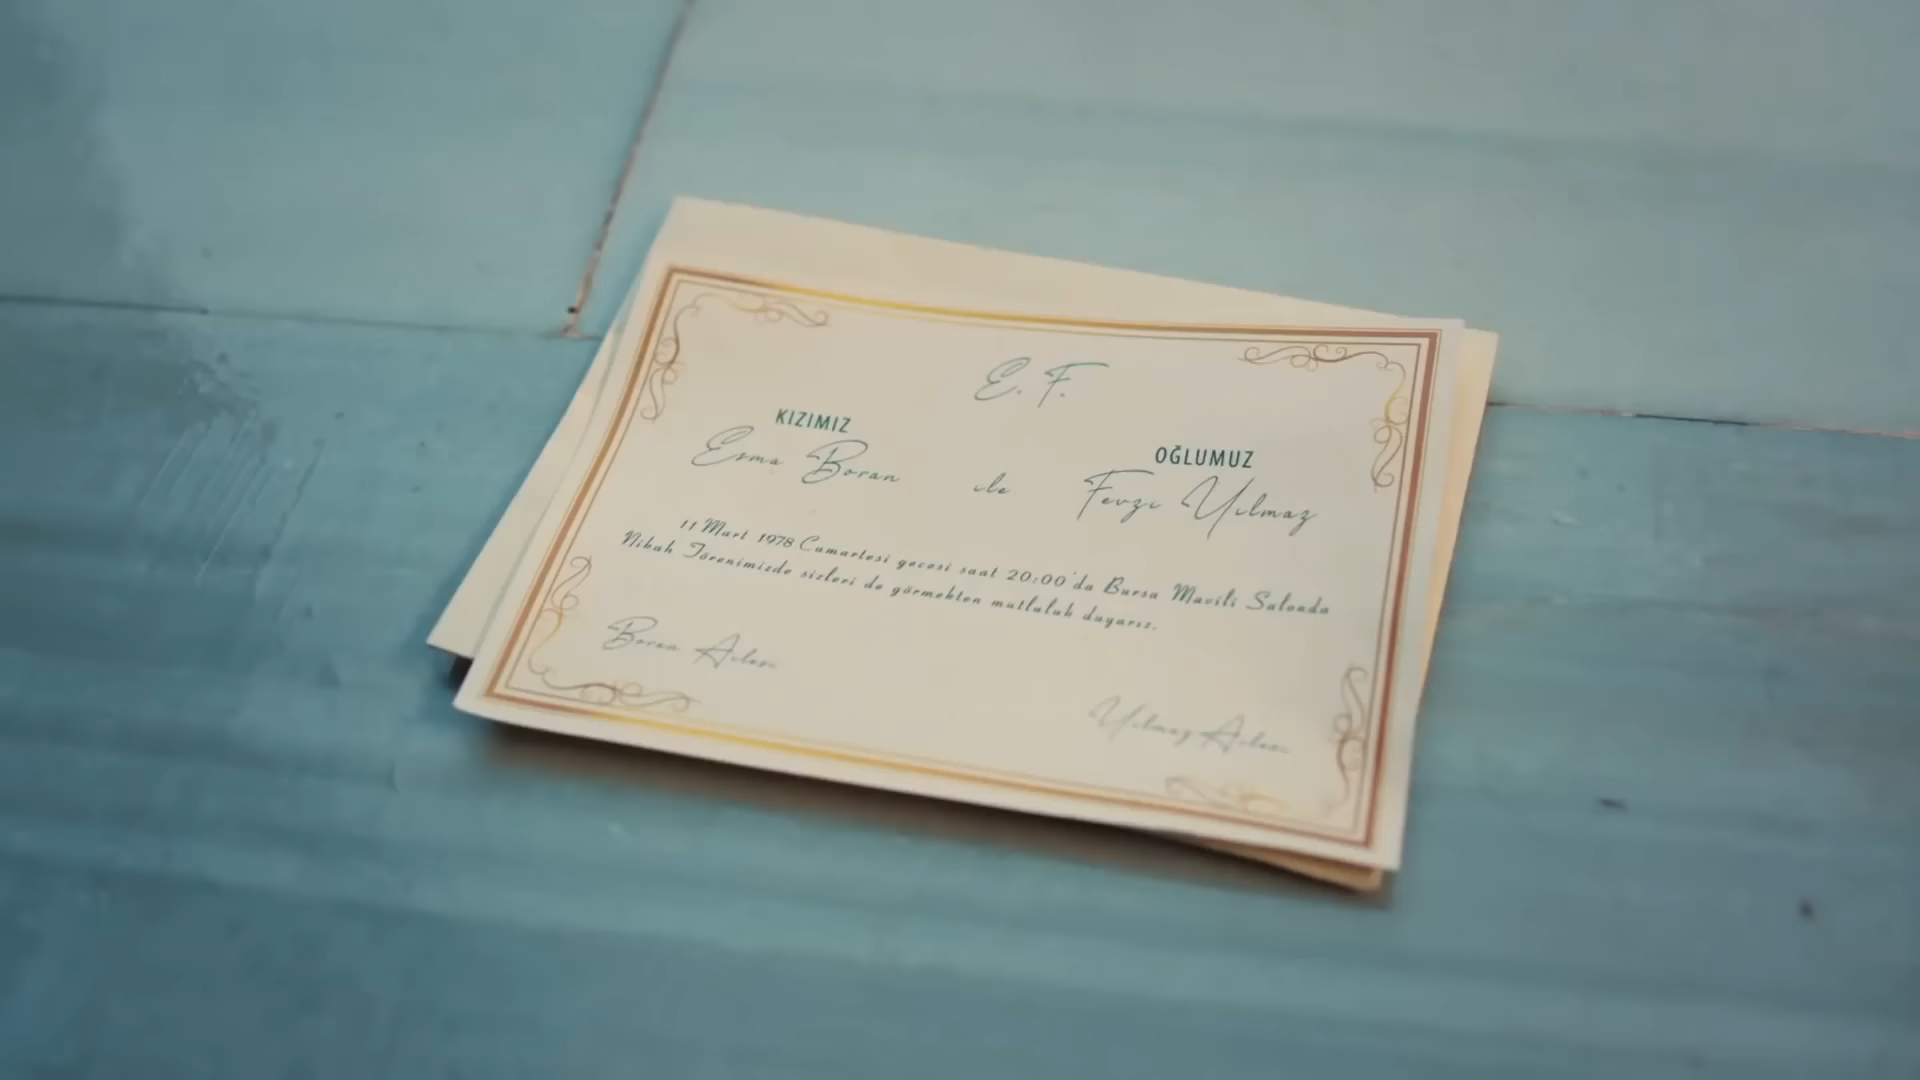 E. F.
KIZIMIZ
Esma Boran
ile
OĞLUMUZ
Fevzi Yılmaz
11 Mart 1978 Cumartesi gecesi saat 20:00'da Bursa Mavili Salonda
Nikah Törenimizde sizleri de görmekten mutluluk duyarız.
Boran Ailesi
Yılmaz Ailesi